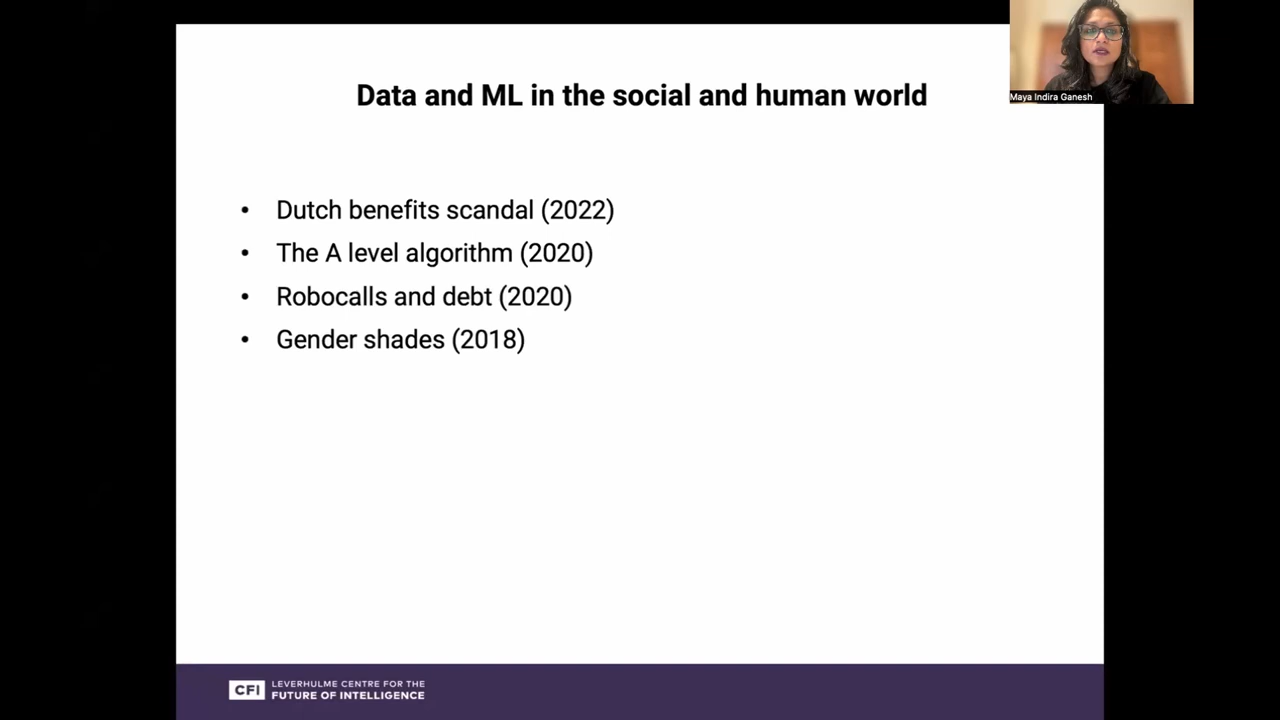 Data and ML in the social and human world
Maya Indira Ganesh
• Dutch benefits scandal (2022)
• The A level algorithm (2020)
• Robocalls and debt (2020)
• Gender shades (2018)
CFI
LEVERHULME CENTRE FOR THE
FUTURE OF INTELLIGENCE